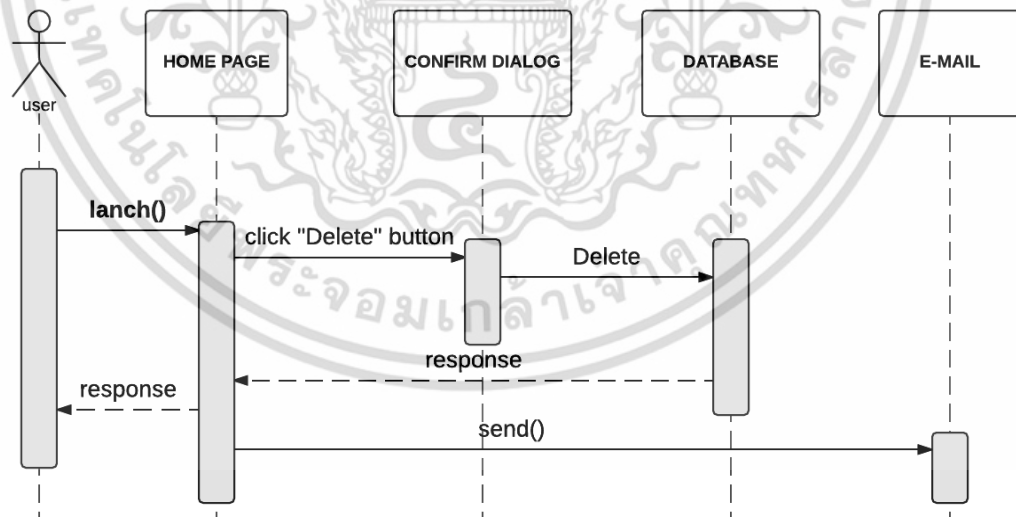 user
HOME PAGE
CONFIRM DIALOG
DATABASE
E-MAIL
lanch()
click "Delete" button
Delete
response
response
send()